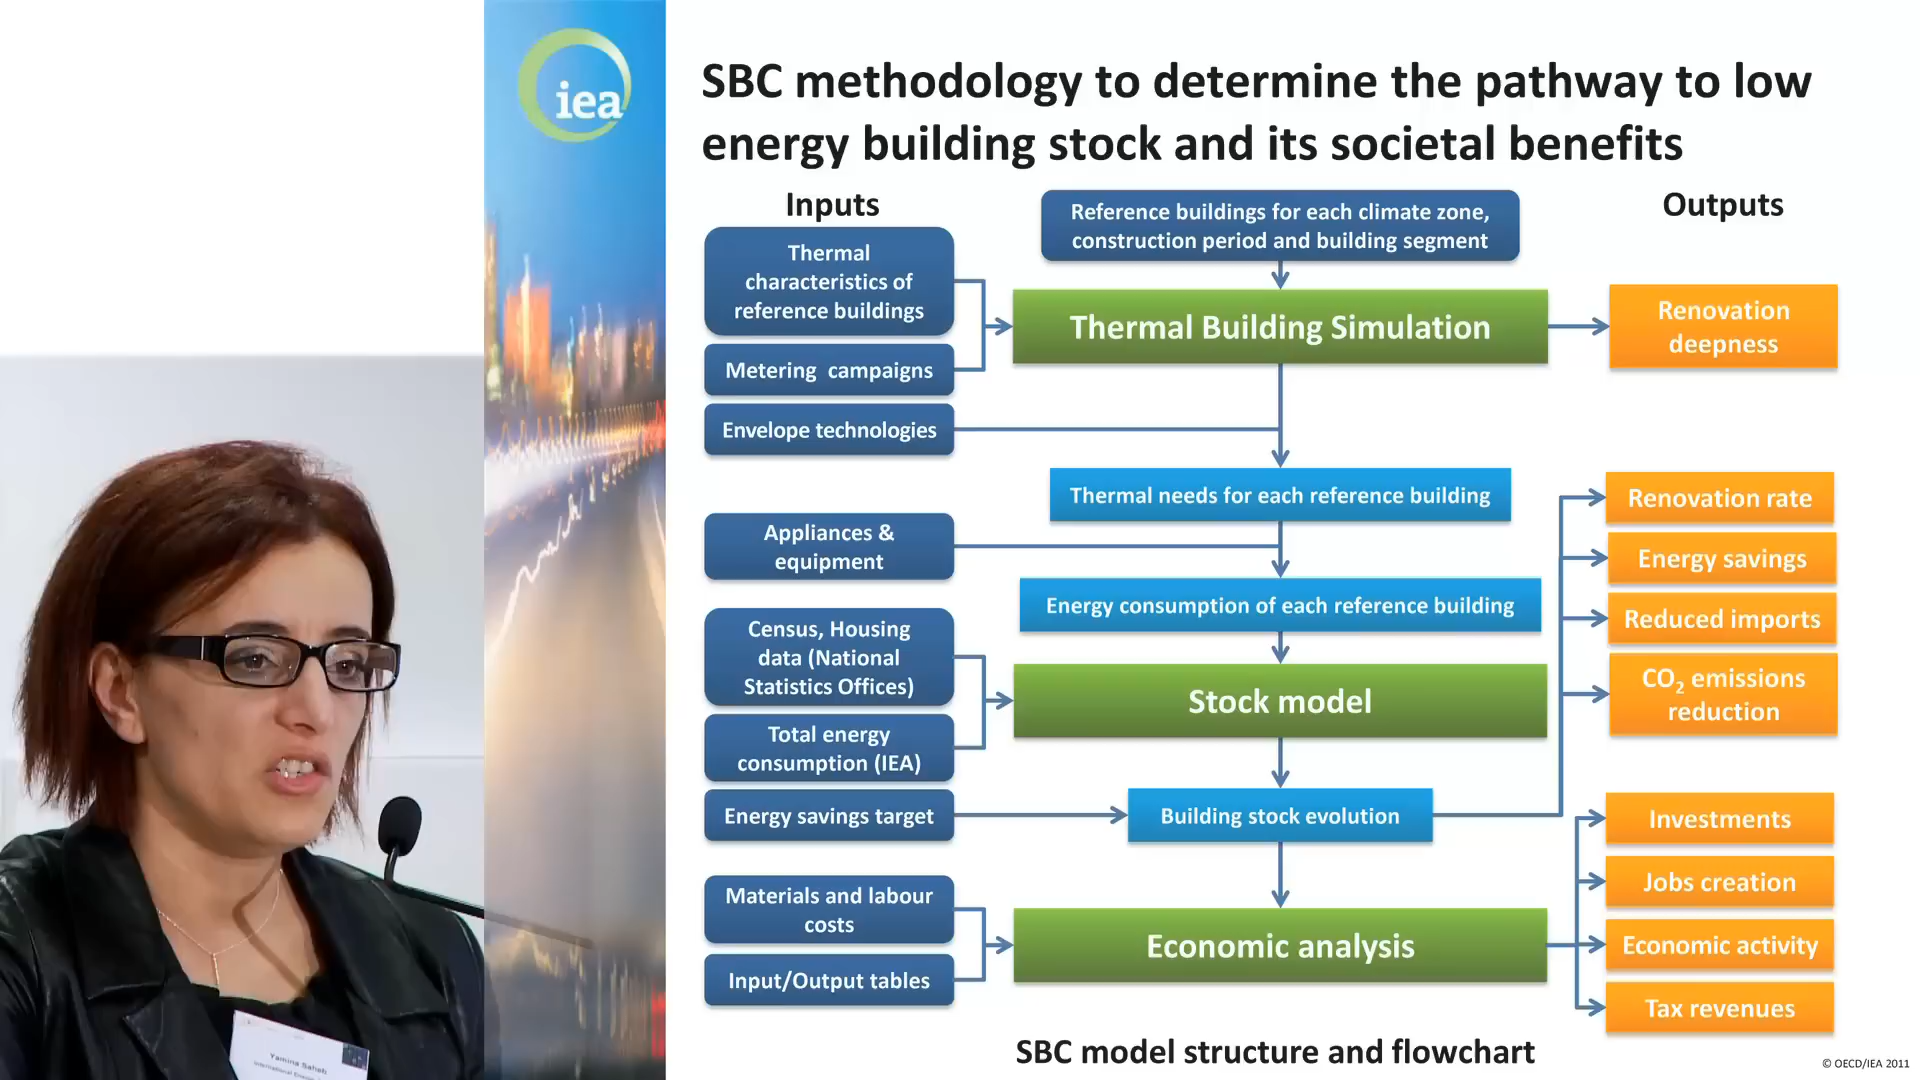 iea
SBC methodology to determine the pathway to low
energy building stock and its societal benefits
Inputs
Outputs
Reference buildings for each climate zone,
construction period and building segment
Thermal
characteristics of
reference buildings
Thermal Building Simulation
Renovation
deepness
Metering campaigns
Envelope technologies
Thermal needs for each reference building
Renovation rate
Appliances &
equipment
Energy savings
Energy consumption of each reference building
Reduced imports
Census, Housing
data (National
Statistics Offices)
Stock model
CO₂ emissions
reduction
Total energy
consumption (IEA)
Energy savings target
Building stock evolution
Investments
Materials and labour
costs
Jobs creation
Economic analysis
Economic activity
Input/Output tables
Tax revenues
SBC model structure and flowchart
© OECD/IEA 2011
Yamina Saheb
International Energy